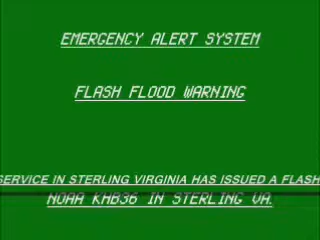 EMERGENCY ALERT SYSTEM
FLASH FLOOD WARNING
SERVICE IN STERLING VIRGINIA HAS ISSUED A FLASH
NOAA KHB36 IN STERLING VA.